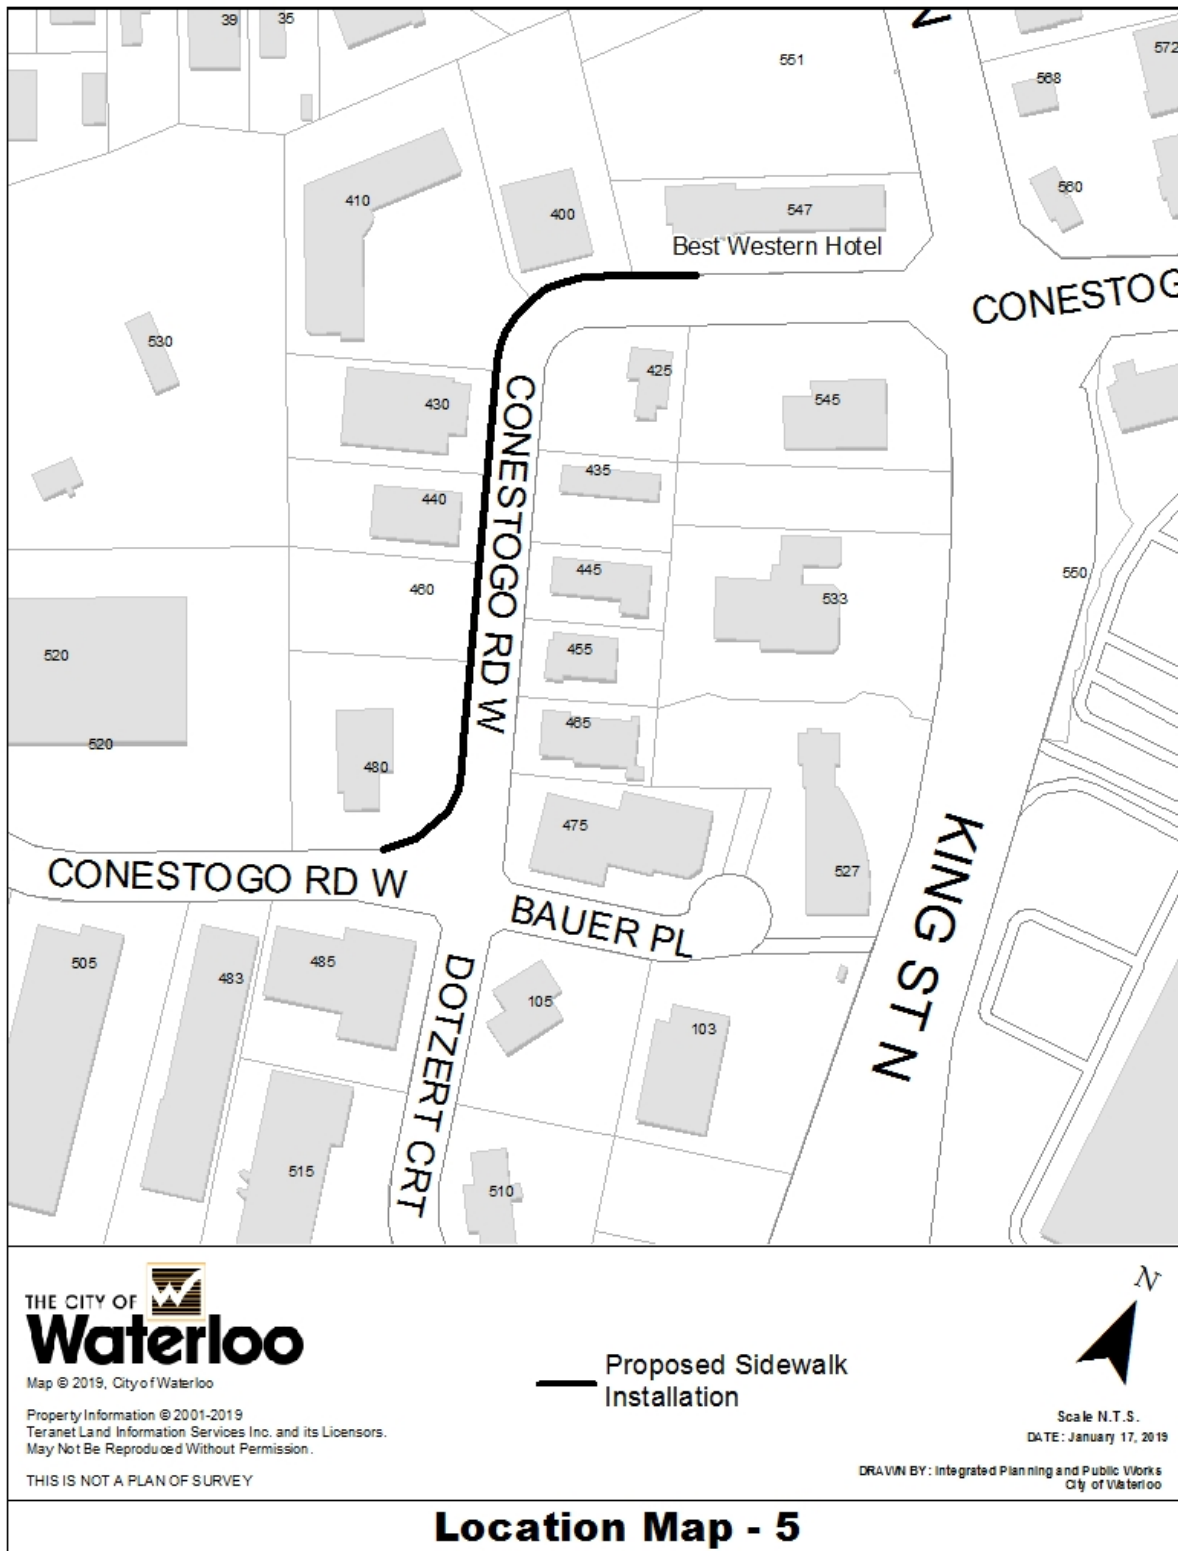 39
35
N
551
572
568
560
410
400
547
Best Western Hotel
CONESTOG
530
425
545
430
CONESTOGO RD W
435
440
445
460
533
550
455
520
465
520
480
475
527
CONESTOGO RD W
BAUER PL
KING ST N
505
483
485
DOTZERT CRT
105
103
515
510
THE CITY OF
Waterloo
Map © 2019, City of Waterloo
Property Information © 2001-2019
Teranet Land Information Services Inc. and its Licensors.
May Not Be Reproduced Without Permission.
THIS IS NOT A PLAN OF SURVEY
Proposed Sidewalk
Installation
N
Scale N.T.S.
DATE: January 17, 2019
DRAWN BY: Integrated Planning and Public Works
City of Waterloo
Location Map - 5